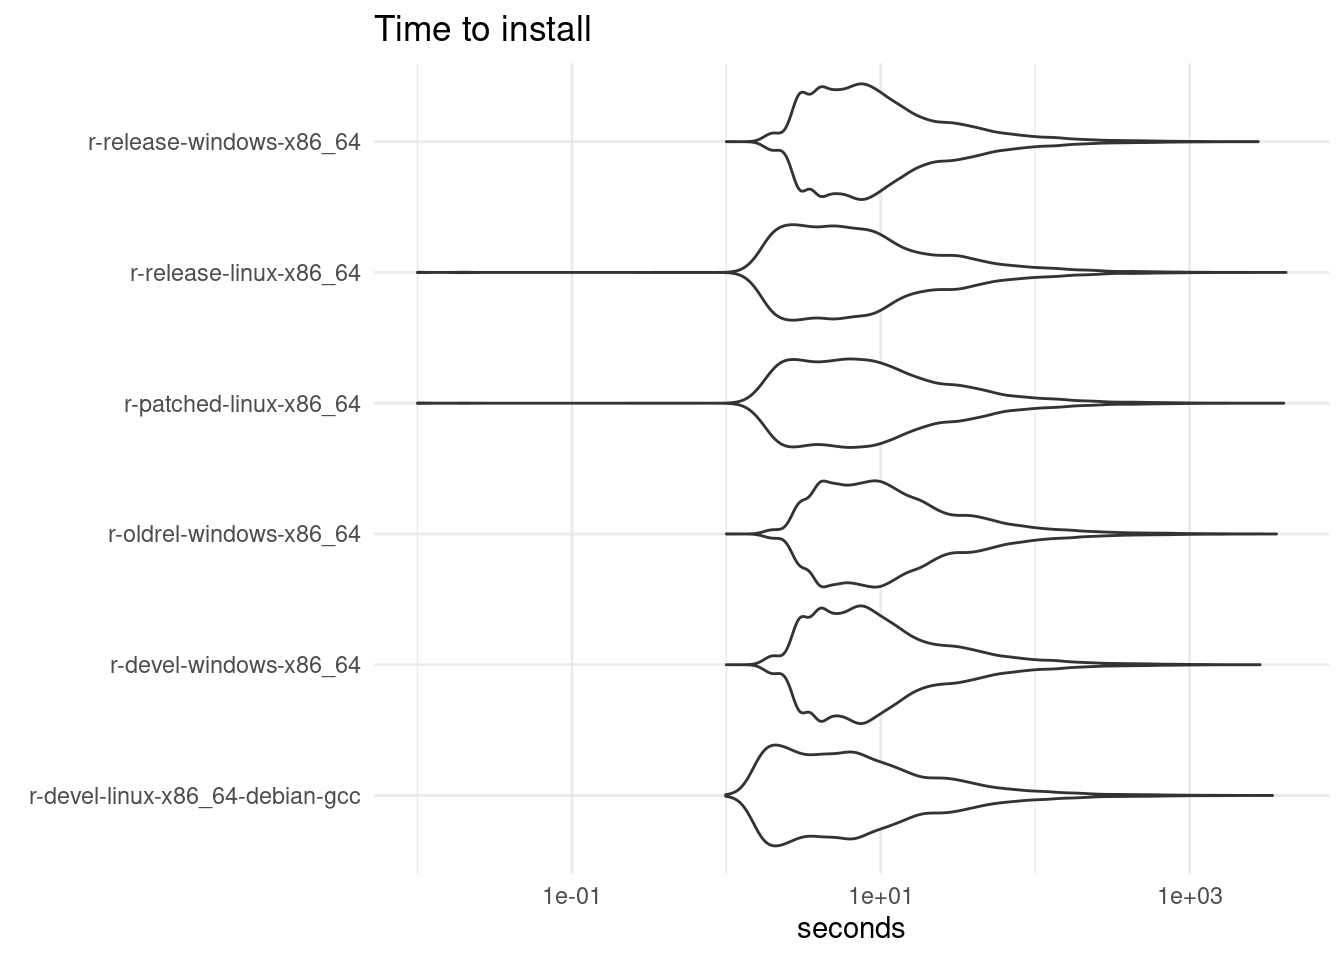 Time to install
r-release-windows-x86_64
r-release-linux-x86_64
r-patched-linux-x86_64
r-oldrel-windows-x86_64
r-devel-windows-x86_64
r-devel-linux-x86_64-debian-gcc
1e-01 1e+01 1e+03
seconds